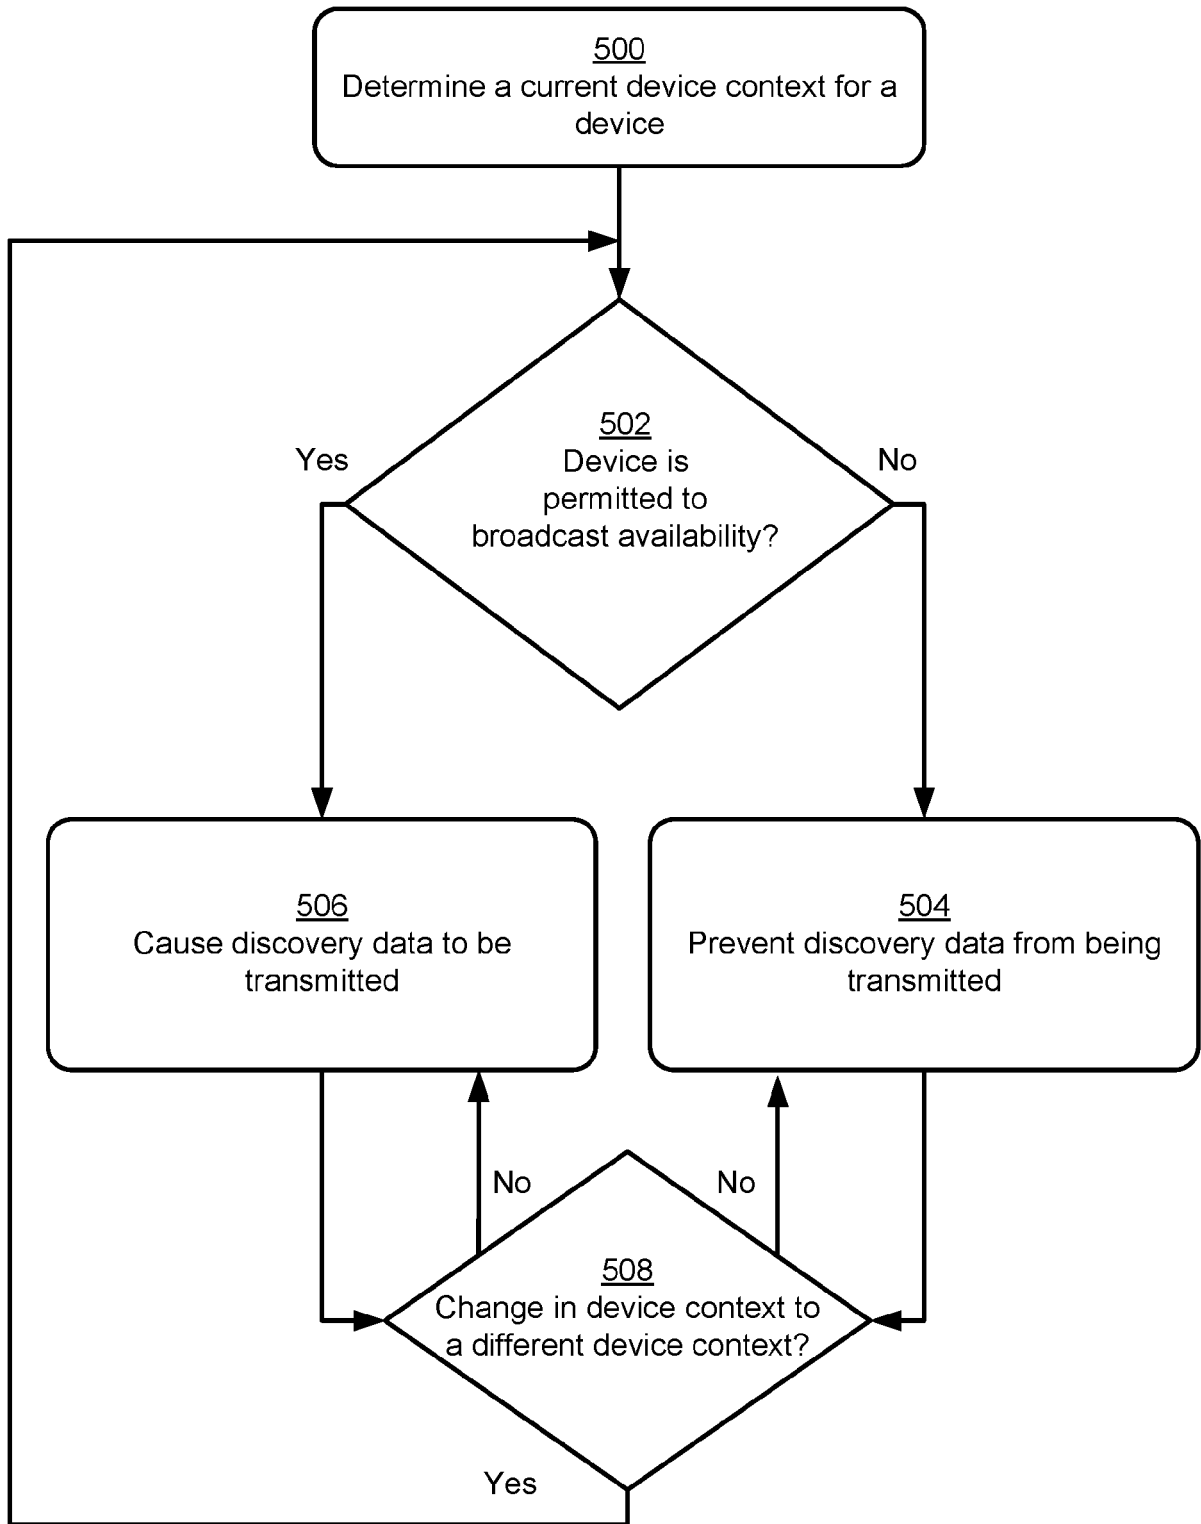 500
Determine a current device context for a
device
502
Device is
permitted to
broadcast availability?
Yes
No
506
Cause discovery data to be
transmitted
504
Prevent discovery data from being
transmitted
No
No
508
Change in device context to
a different device context?
Yes